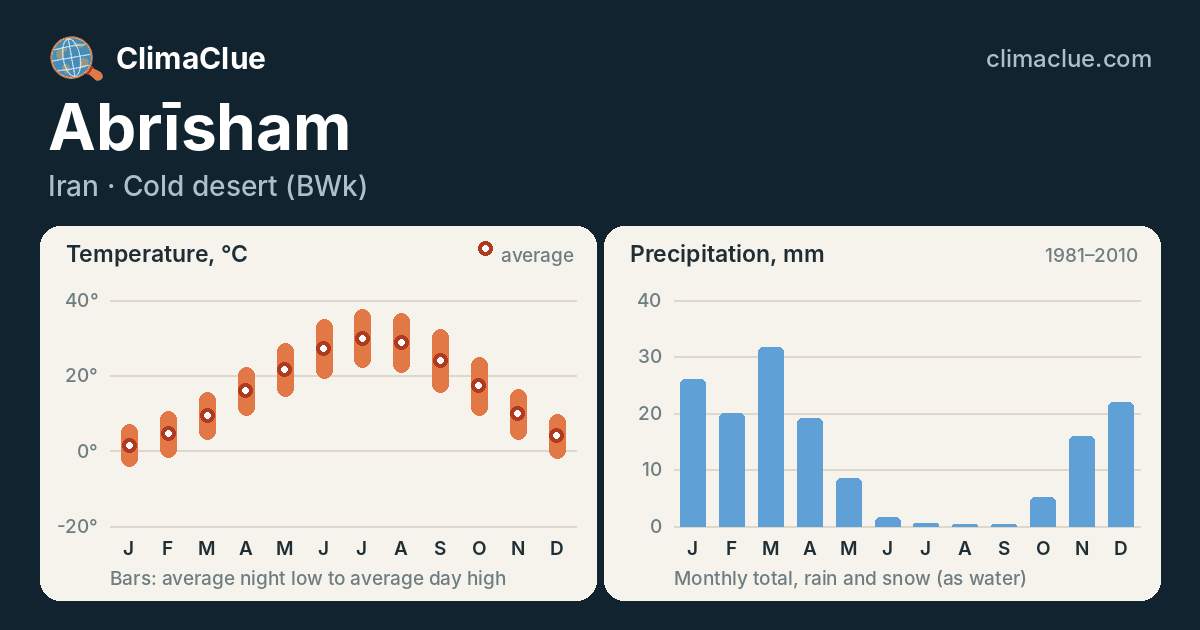 ClimaClue
climaclue.com
Abrīsham
Iran · Cold desert (BWk)
Temperature, °C
average
40°
20°
0°
-20°
J F M A M J J A S O N D
Bars: average night low to average day high
Precipitation, mm
1981–2010
40
30
20
10
0
J F M A M J J A S O N D
Monthly total, rain and snow (as water)